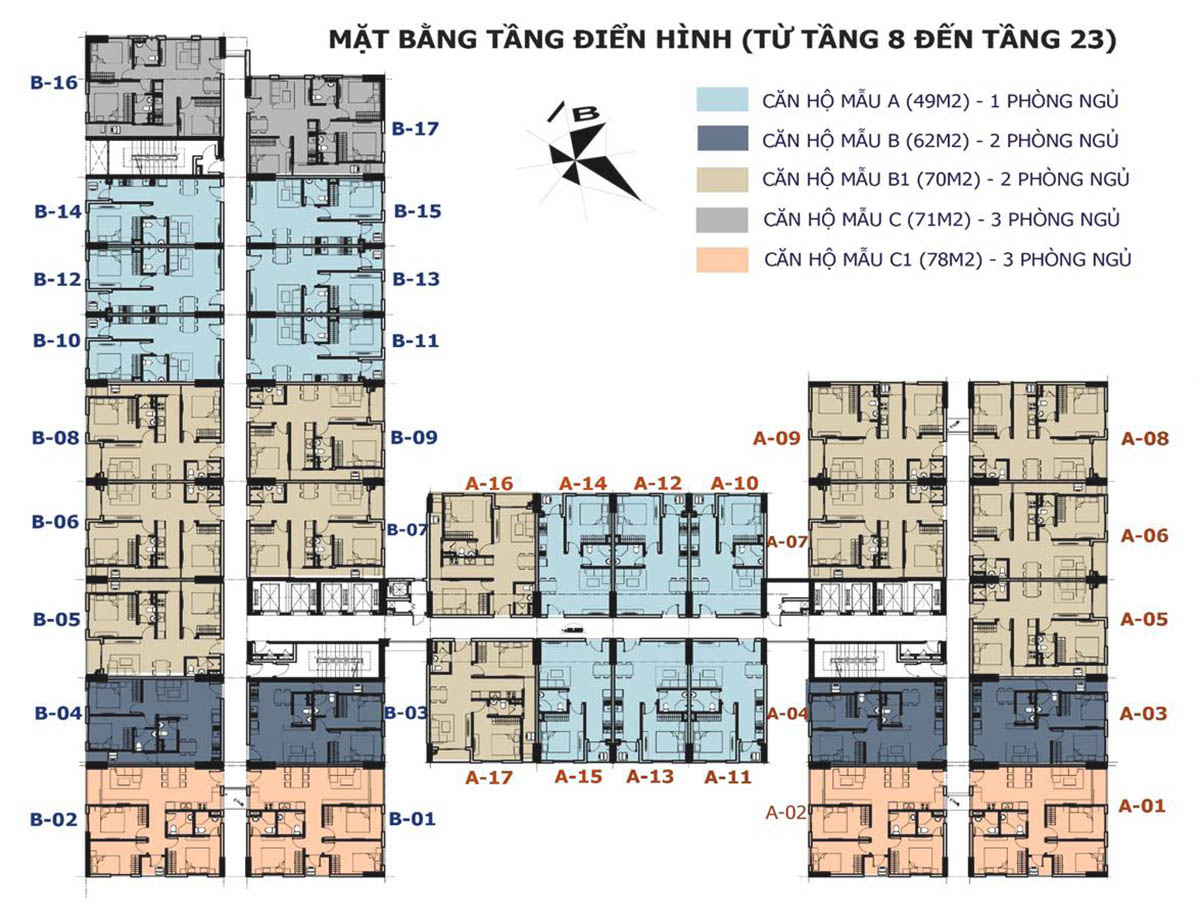 MẶT BẰNG TẦNG ĐIỂN HÌNH (TỪ TẦNG 8 ĐẾN TẦNG 23)
B
CĂN HỘ MẪU A (49M2) - 1 PHÒNG NGỦ
CĂN HỘ MẪU B (62M2) - 2 PHÒNG NGỦ
CĂN HỘ MẪU B1 (70M2) - 2 PHÒNG NGỦ
CĂN HỘ MẪU C (71M2) - 3 PHÒNG NGỦ
CĂN HỘ MẪU C1 (78M2) - 3 PHÒNG NGỦ
B-16
B-17
B-14
B-15
B-12
B-13
B-10
B-11
B-08
B-09
A-09
A-08
A-16
A-14
A-12
A-10
B-06
B-07
A-07
A-06
B-05
A-05
B-04
B-03
A-04
A-03
A-17
A-15
A-13
A-11
B-02
B-01
A-02
A-01